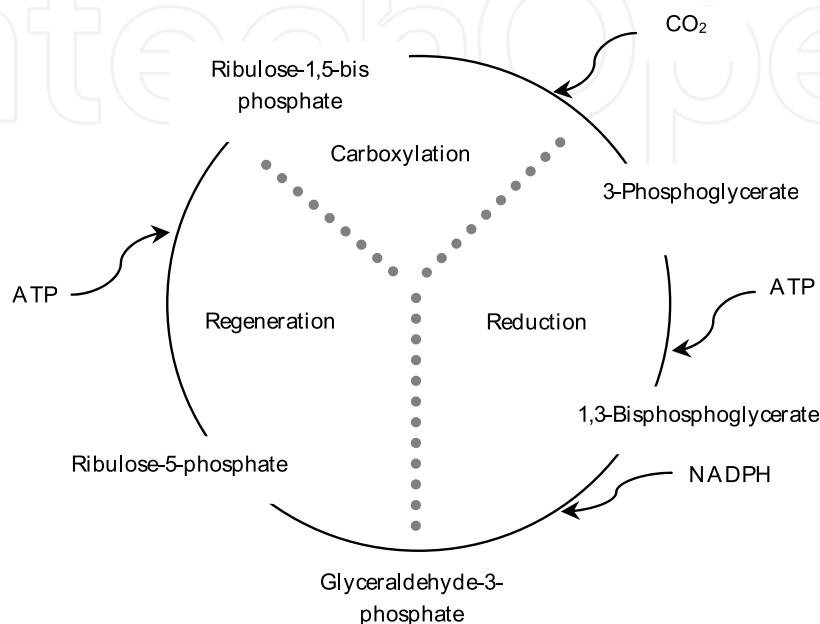 CO₂
Ribulose-1,5-bis
phosphate
Carboxylation
3-Phosphoglycerate
ATP
ATP
Regeneration
Reduction
1,3-Bisphosphoglycerate
Ribulose-5-phosphate
NADPH
Glyceraldehyde-3-
phosphate